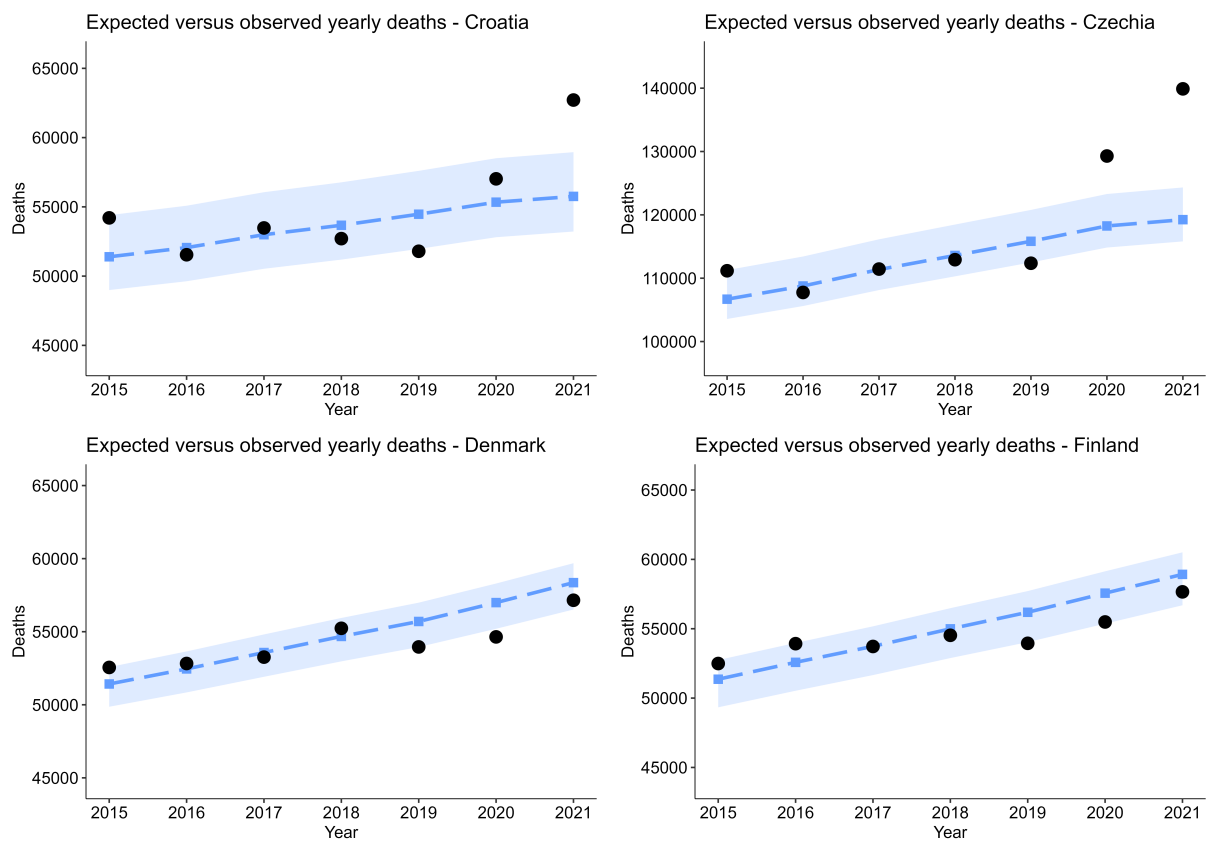 Expected versus observed yearly deaths - Croatia
65000
60000
55000
50000
45000
Deaths
2015 2016 2017 2018 2019 2020 2021
Year
Expected versus observed yearly deaths - Czechia
140000
130000
120000
110000
100000
Deaths
2015 2016 2017 2018 2019 2020 2021
Year
Expected versus observed yearly deaths - Denmark
65000
60000
55000
50000
45000
Deaths
2015 2016 2017 2018 2019 2020 2021
Year
Expected versus observed yearly deaths - Finland
65000
60000
55000
50000
45000
Deaths
2015 2016 2017 2018 2019 2020 2021
Year